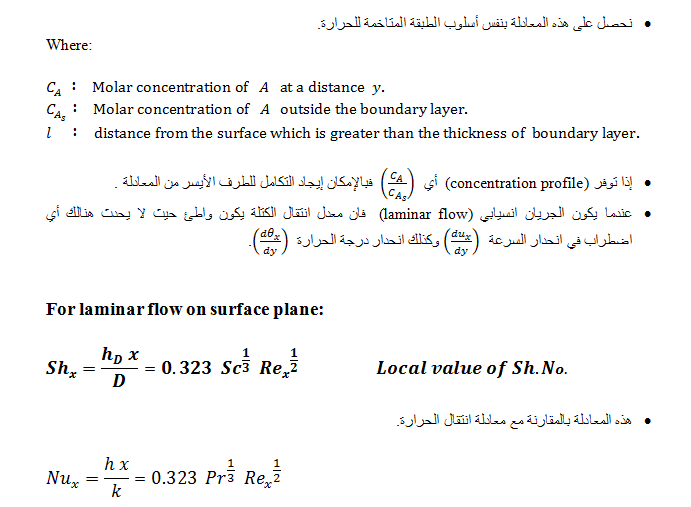 • نحصل على هذه المعادلة بنفس أسلوب الطبقة المتاخمة للحرارة.
Where:
C_A : Molar concentration of A at a distance y.
C_{A_s} : Molar concentration of A outside the boundary layer.
l : distance from the surface which is greater than the thickness of boundary layer.
• إذا توفر (concentration profile) أي (C_A / C_{A_s}) فبالإمكان إيجاد التكامل للطرف الأيسر من المعادلة .
• عندما يكون الجريان انسيابي (laminar flow) فان معدل انتقال الكتلة يكون واطئ حيث لا يحدث هنالك أي
اضطراب في انحدار السرعة (du_x / dy) وكذلك انحدار درجة الحرارة (dθ_x / dy).
For laminar flow on surface plane:
Sh_x = h_D x / D = 0.323 Sc^{1/3} Re_x^{1/2} Local value of Sh.No.
• هذه المعادلة بالمقارنة مع معادلة انتقال الحرارة.
Nu_x = h x / k = 0.323 Pr^{1/3} Re_x^{1/2}